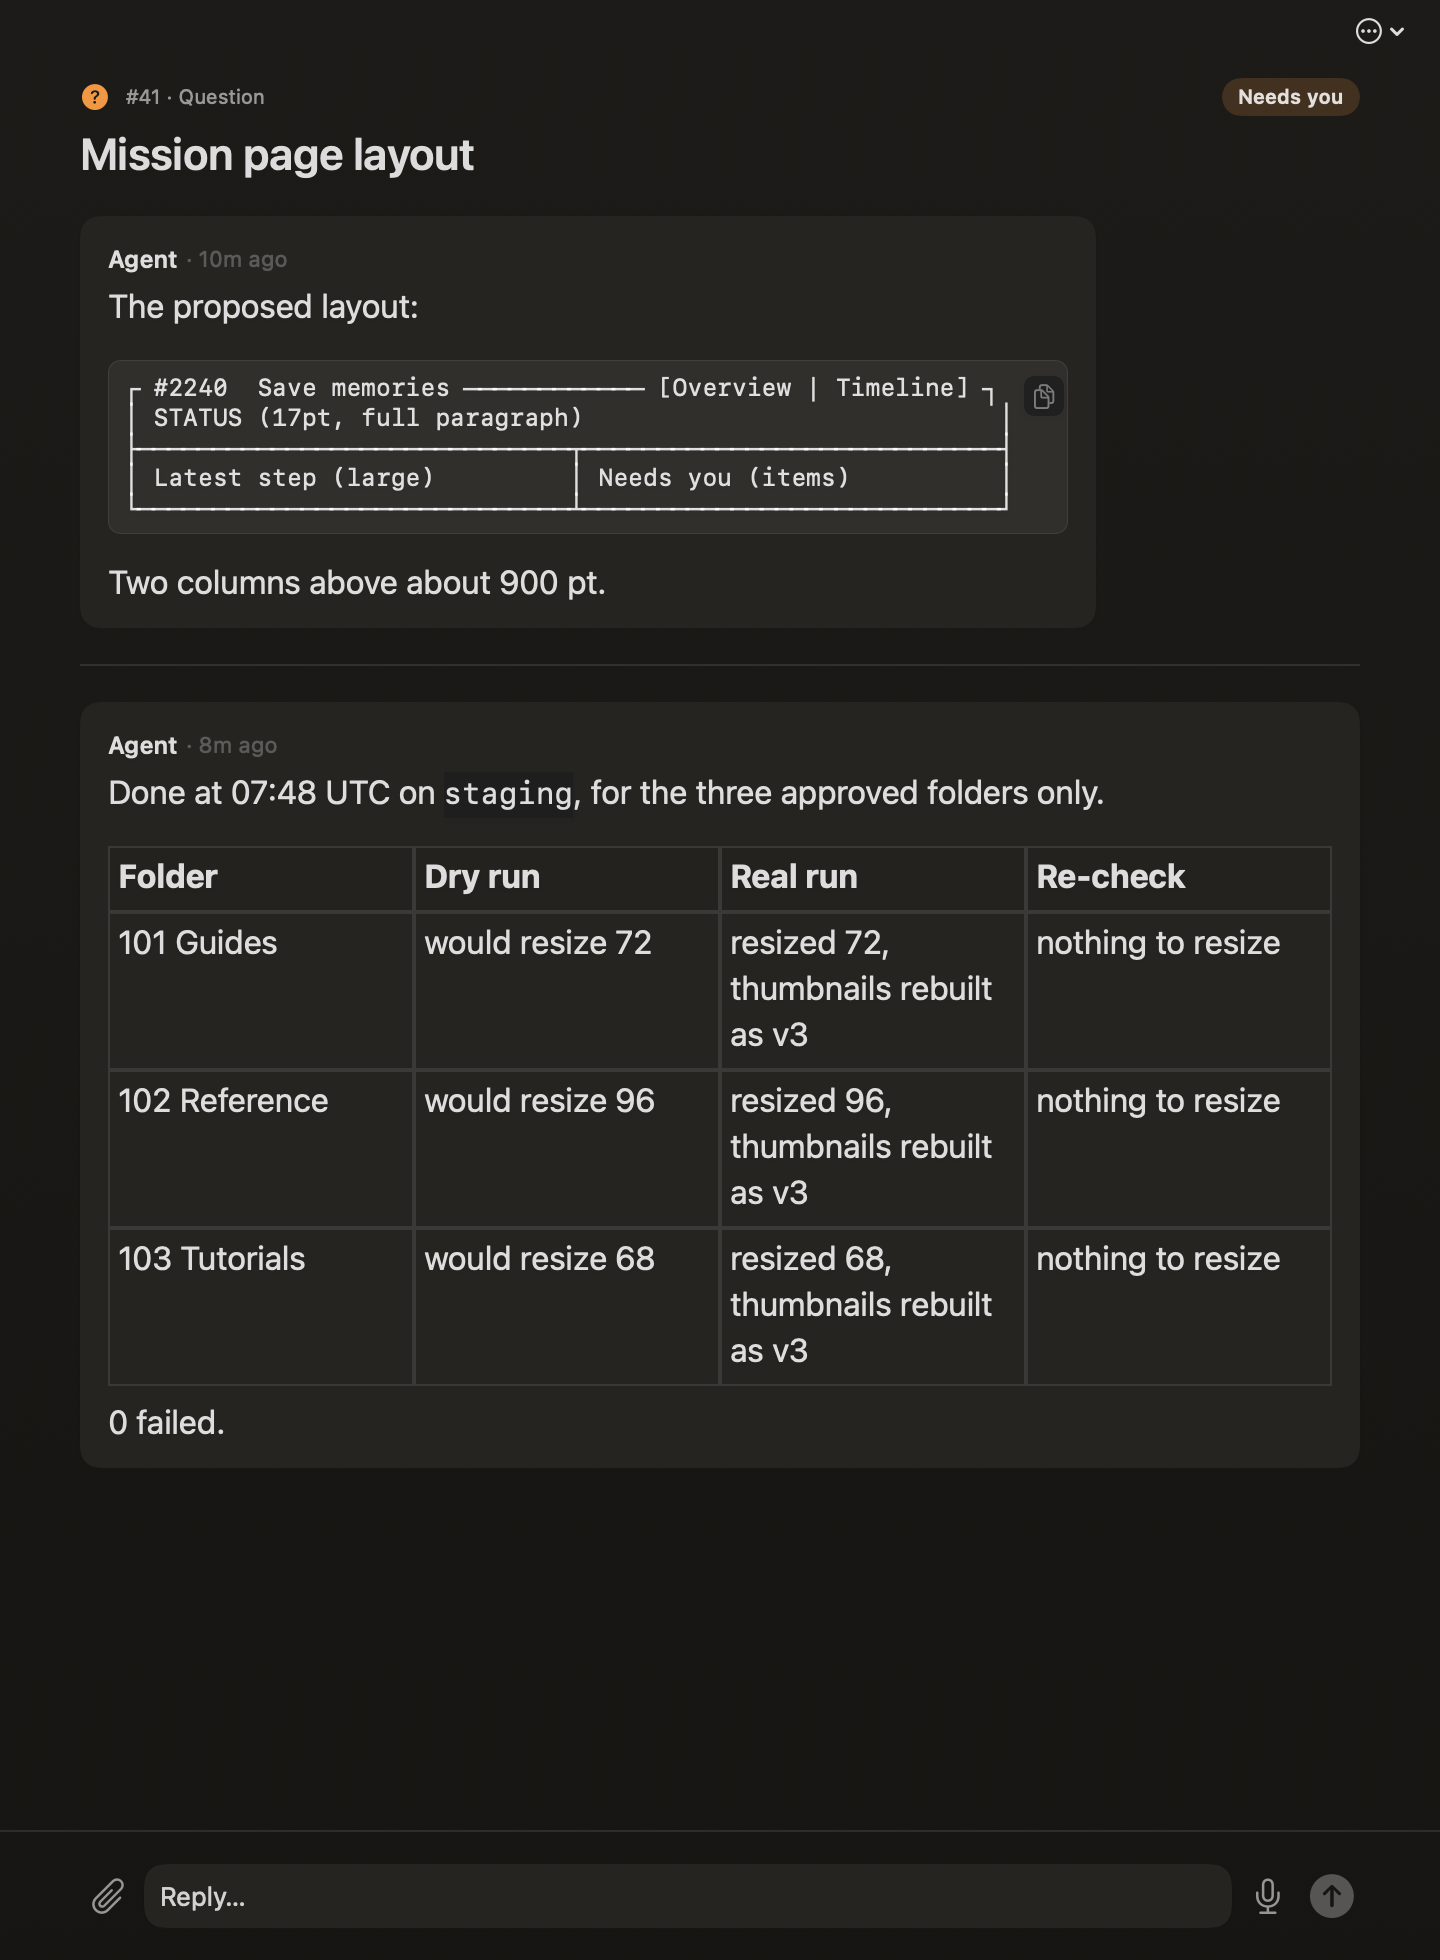 #41 · Question
Needs you
Mission page layout
Agent · 10m ago
The proposed layout:
┌ #2240  Save memories ───────────── [Overview | Timeline] ┐
│ STATUS (17pt, full paragraph) │
│ Latest step (large) │ Needs you (items) │
Two columns above about 900 pt.
Agent · 8m ago
Done at 07:48 UTC on staging, for the three approved folders only.
Folder Dry run Real run Re-check
101 Guides would resize 72 resized 72, nothing to resize
thumbnails rebuilt
as v3
102 Reference would resize 96 resized 96, nothing to resize
thumbnails rebuilt
as v3
103 Tutorials would resize 68 resized 68, nothing to resize
thumbnails rebuilt
as v3
0 failed.
Reply...